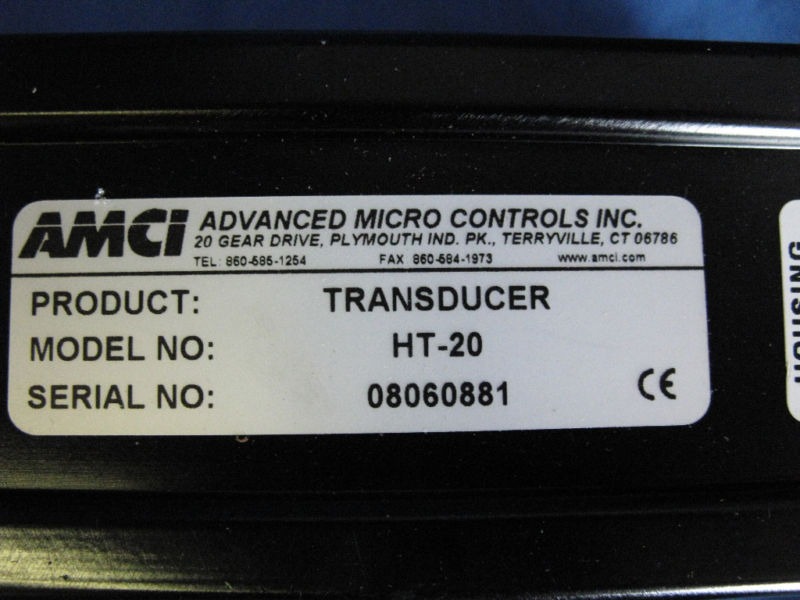 AMCI ADVANCED MICRO CONTROLS INC.
20 GEAR DRIVE, PLYMOUTH IND. PK., TERRYVILLE, CT 06786
TEL: 860-585-1254 FAX 860-584-1973 www.amci.com
PRODUCT: TRANSDUCER
MODEL NO: HT-20
SERIAL NO: 08060881 CE
HOUSING